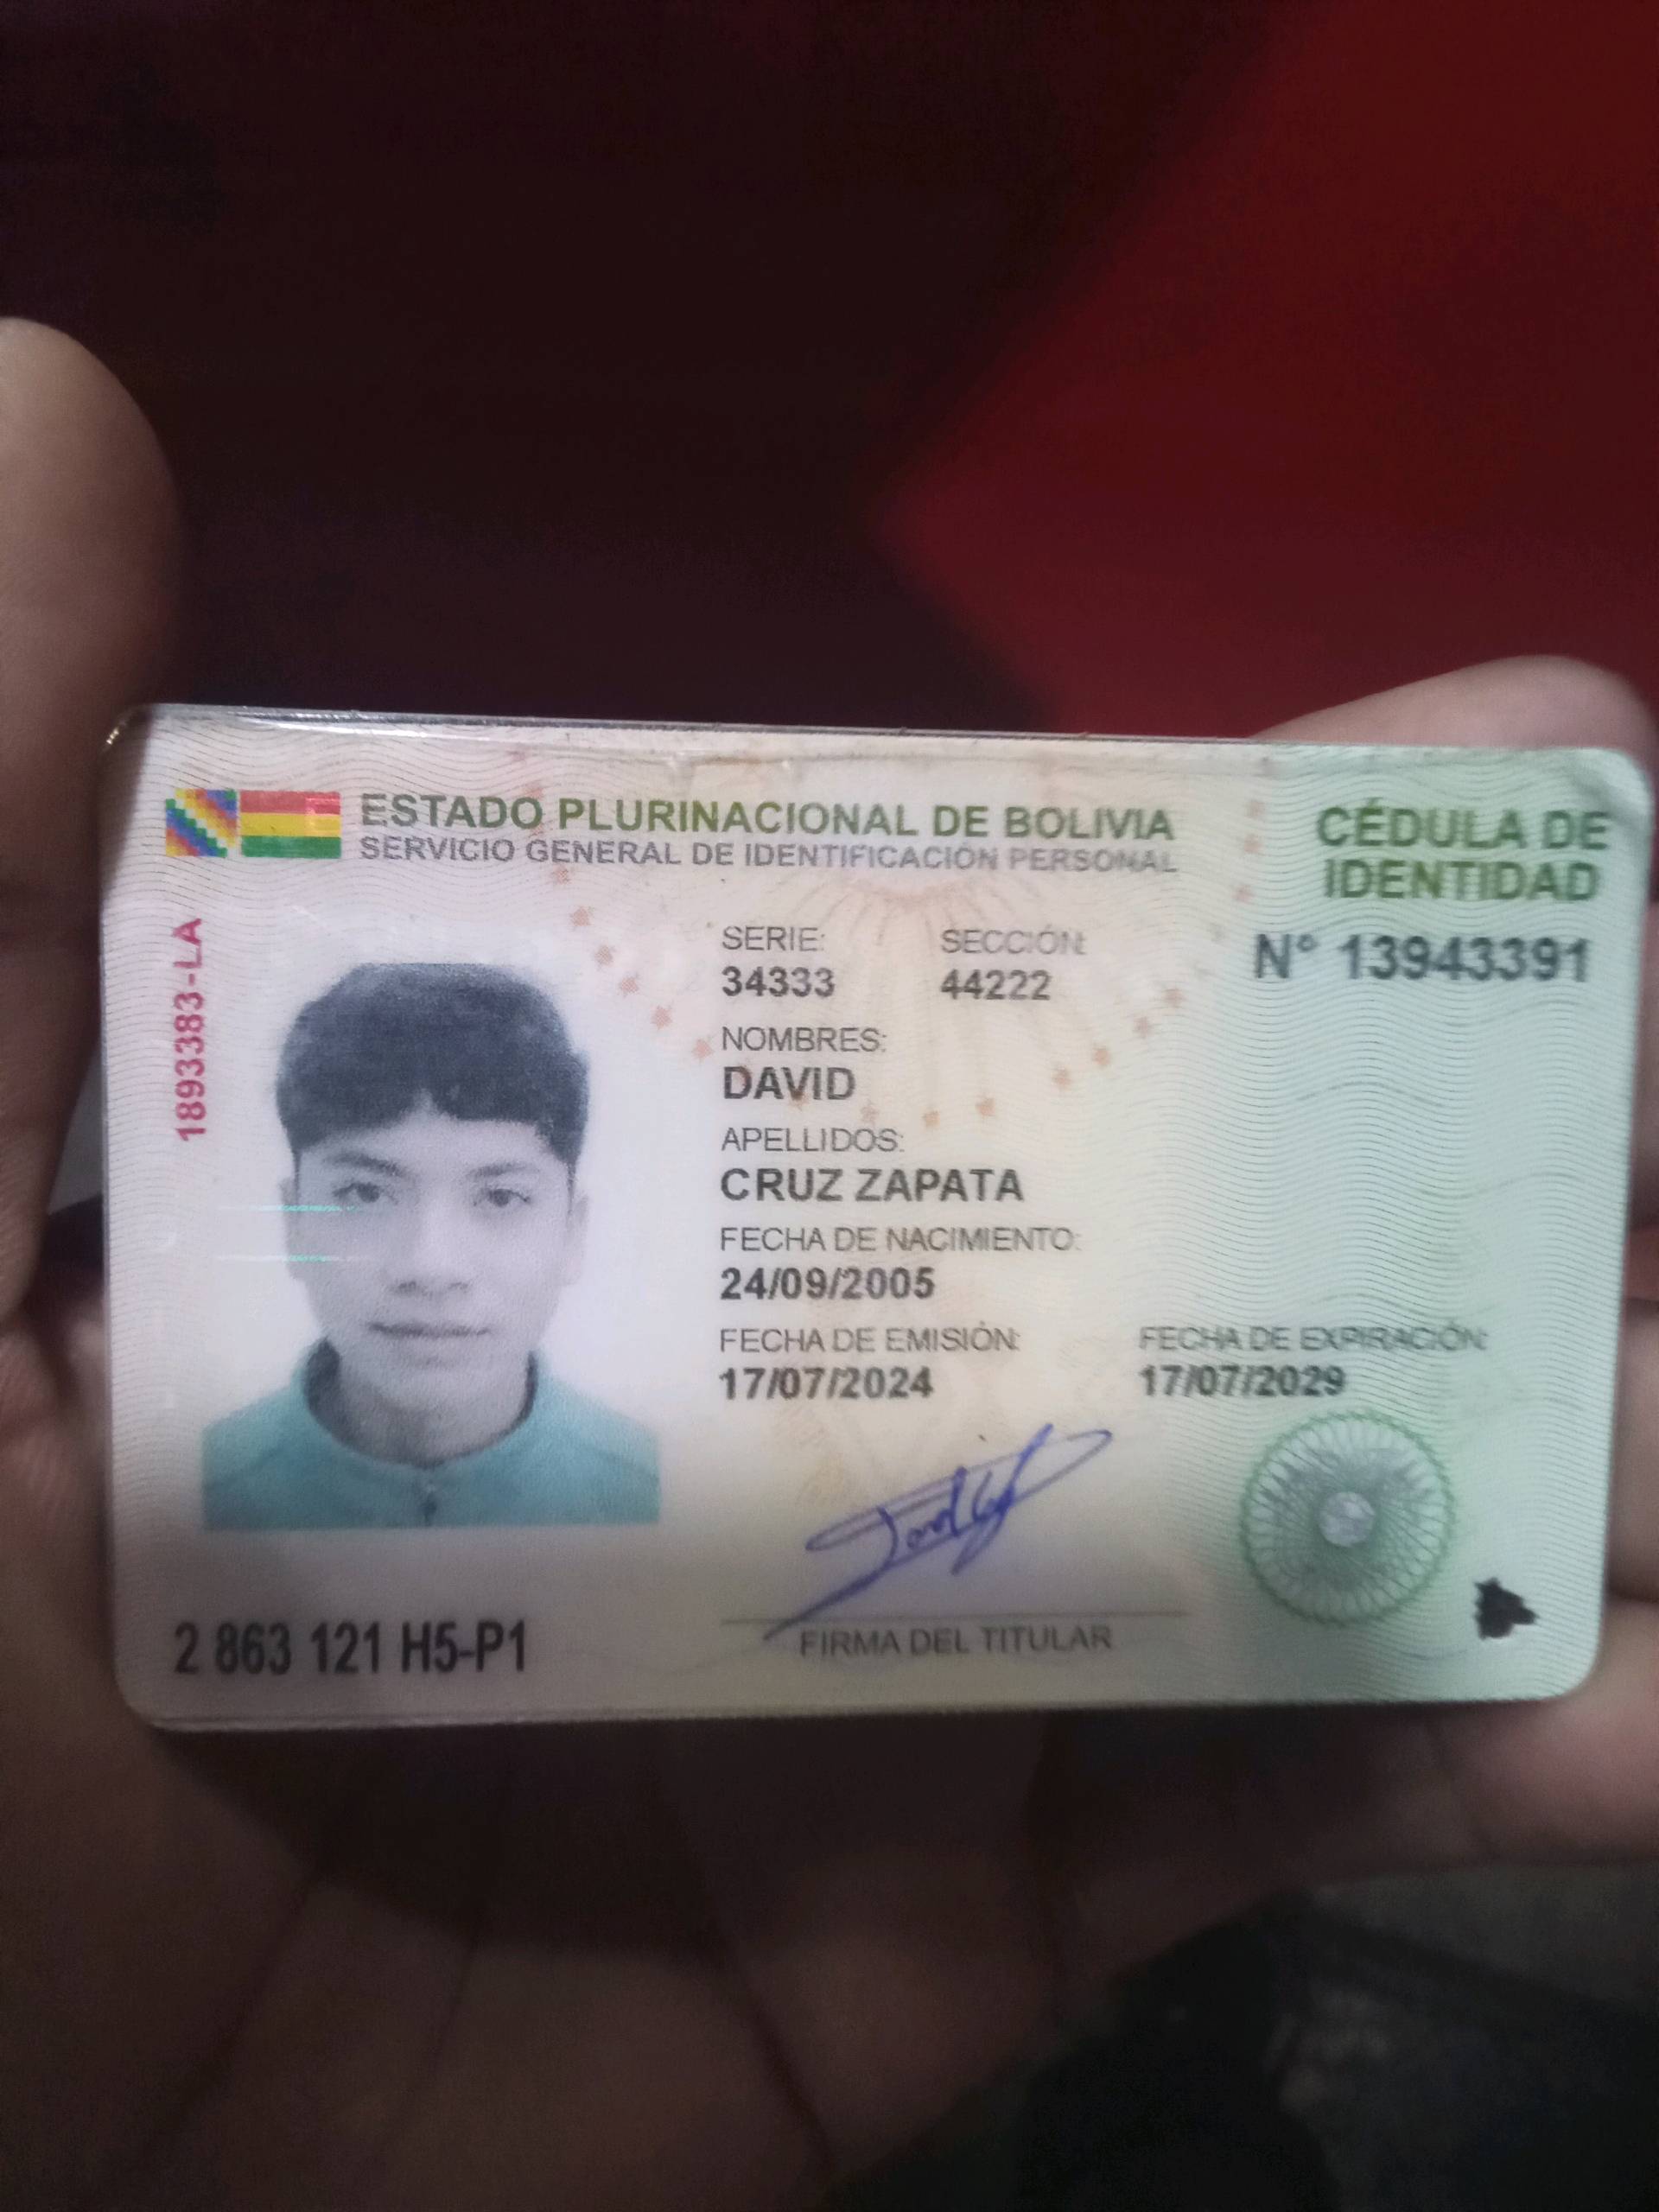 ESTADO PLURINACIONAL DE BOLIVIA
SERVICIO GENERAL DE IDENTIFICACIÓN PERSONAL
CÉDULA DE
IDENTIDAD
N° 13943391
1893383-LA
SERIE: SECCIÓN:
34333 44222
NOMBRES:
DAVID
APELLIDOS:
CRUZ ZAPATA
FECHA DE NACIMIENTO:
24/09/2005
FECHA DE EMISIÓN: FECHA DE EXPIRACIÓN:
17/07/2024 17/07/2029
FIRMA DEL TITULAR
2 863 121 H5-P1